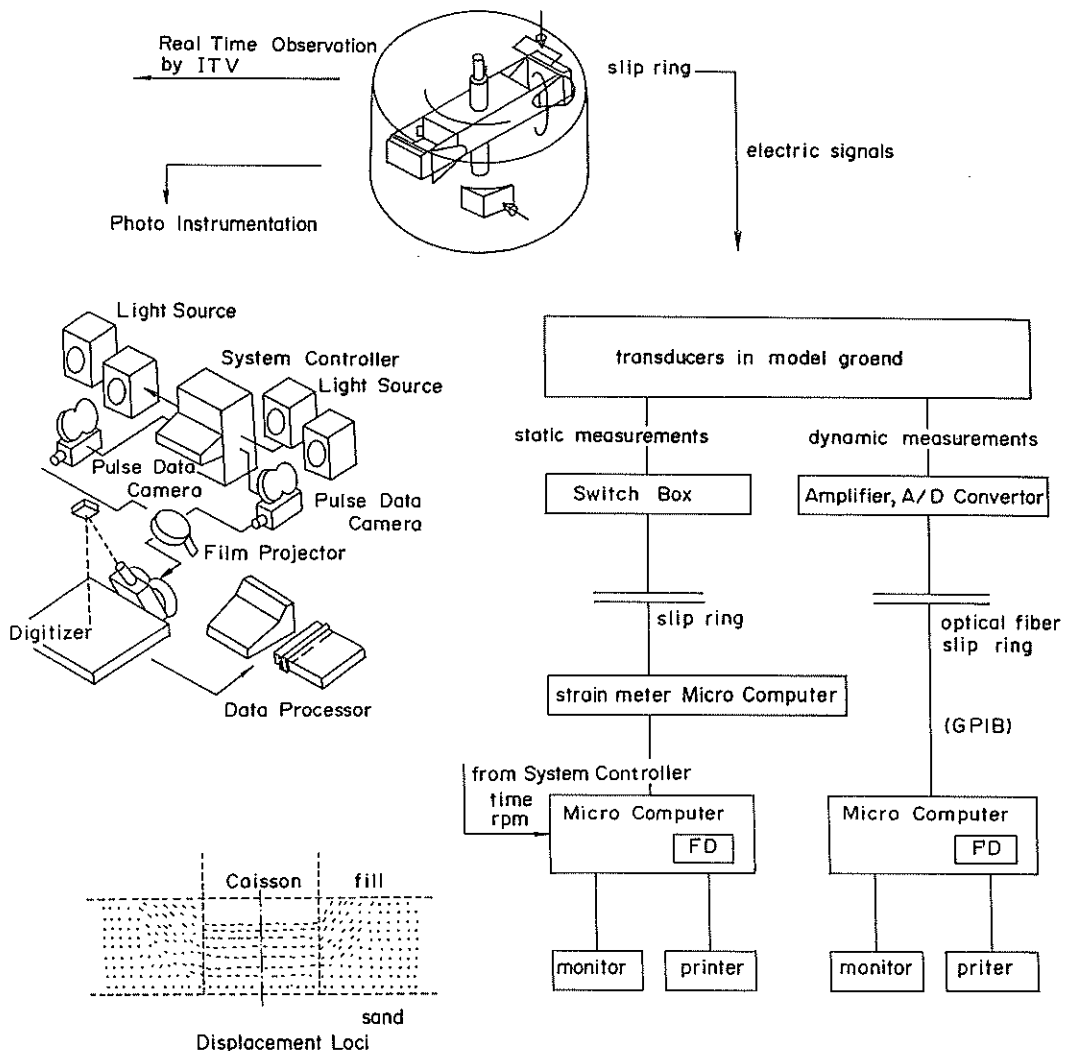 Real Time Observation
by ITV
slip ring
electric signals
Photo Instrumentation
Light Source
System Controller
Light Source
Pulse Data
Camera
Pulse Data
Camera
Film Projector
Digitizer
Data Processor
transducers in model groend
static measurements
dynamic measurements
Switch Box
Amplifier, A/D Convertor
slip ring
optical fiber
slip ring
strain meter Micro Computer
(GPIB)
from System Controller
time
rpm
Micro Computer
FD
Micro Computer
FD
monitor
printer
monitor
priter
Caisson
fill
sand
Displacement Loci